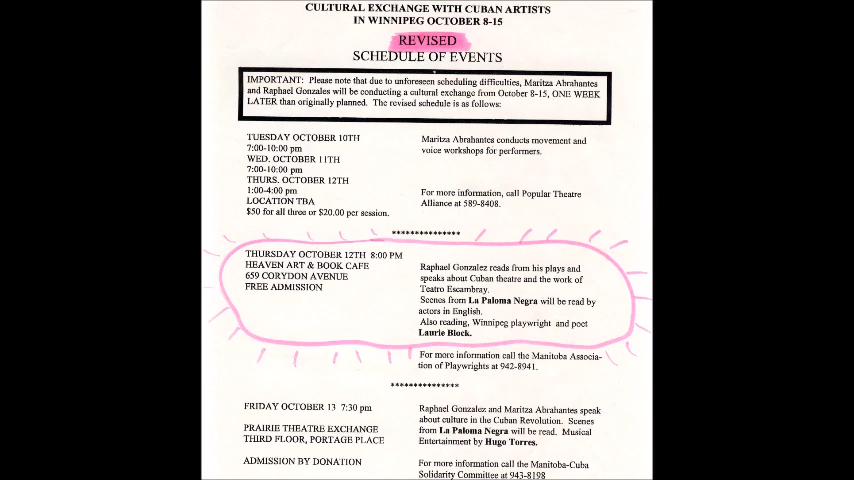 CULTURAL EXCHANGE WITH CUBAN ARTISTS
IN WINNIPEG OCTOBER 8-15
REVISED
SCHEDULE OF EVENTS
IMPORTANT: Please note that due to unforeseen scheduling difficulties, Maritza Abrahantes
and Raphael Gonzales will be conducting a cultural exchange from October 8-15, ONE WEEK
LATER than originally planned. The revised schedule is as follows:
TUESDAY OCTOBER 10TH
7:00-10:00 pm
WED. OCTOBER 11TH
7:00-10:00 pm
THURS. OCTOBER 12TH
1:00-4:00 pm
LOCATION TBA
$50 for all three or $20.00 per session.
Maritza Abrahantes conducts movement and
voice workshops for performers.
For more information, call Popular Theatre
Alliance at 589-8408.
***************
THURSDAY OCTOBER 12TH 8:00 PM
HEAVEN ART & BOOK CAFE
659 CORYDON AVENUE
FREE ADMISSION
Raphael Gonzalez reads from his plays and
speaks about Cuban theatre and the work of
Teatro Escambray.
Scenes from La Paloma Negra will be read by
actors in English.
Also reading, Winnipeg playwright and poet
Laurie Block.
For more information call the Manitoba Associa-
tion of Playwrights at 942-8941.
***************
FRIDAY OCTOBER 13 7:30 pm
PRAIRIE THEATRE EXCHANGE
THIRD FLOOR, PORTAGE PLACE
ADMISSION BY DONATION
Raphael Gonzalez and Maritza Abrahantes speak
about culture in the Cuban Revolution. Scenes
from La Paloma Negra will be read. Musical
Entertainment by Hugo Torres.
For more information call the Manitoba-Cuba
Solidarity Committee at 943-8198